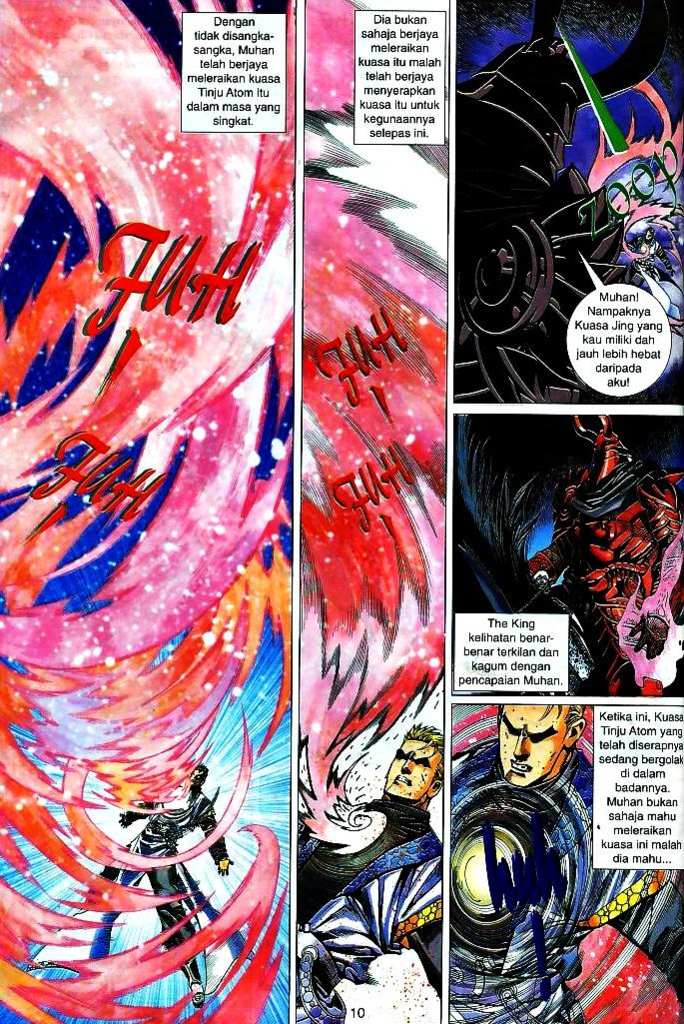 Dengan
tidak disangka-
sangka, Muhan
telah berjaya
meleraikan kuasa
Tinju Atom Itu
dalam masa yang
singkat.
FUH
!
FUH
!
Dia bukan
sahaja berjaya
meleraikan
kuasa itu malah
telah berjaya
menyerapkan
kuasa itu untuk
kegunaannya
selepas ini.
FUH
!
FUH
!
ZOOP
Muhan!
Nampaknya
Kuasa Jing yang
kau miliki dah
jauh lebih hebat
daripada
aku!
The King
kelihatan benar-
benar terkilan dan
kagum dengan
pencapaian Muhan.
Ketika ini, Kuasa
Tinju Atom yang
telah diserapnya
sedang bergolak
di dalam
badannya.
Muhan bukan
sahaja mahu
meleraikan
kuasa ini malah
dia mahu...
huh
!
10